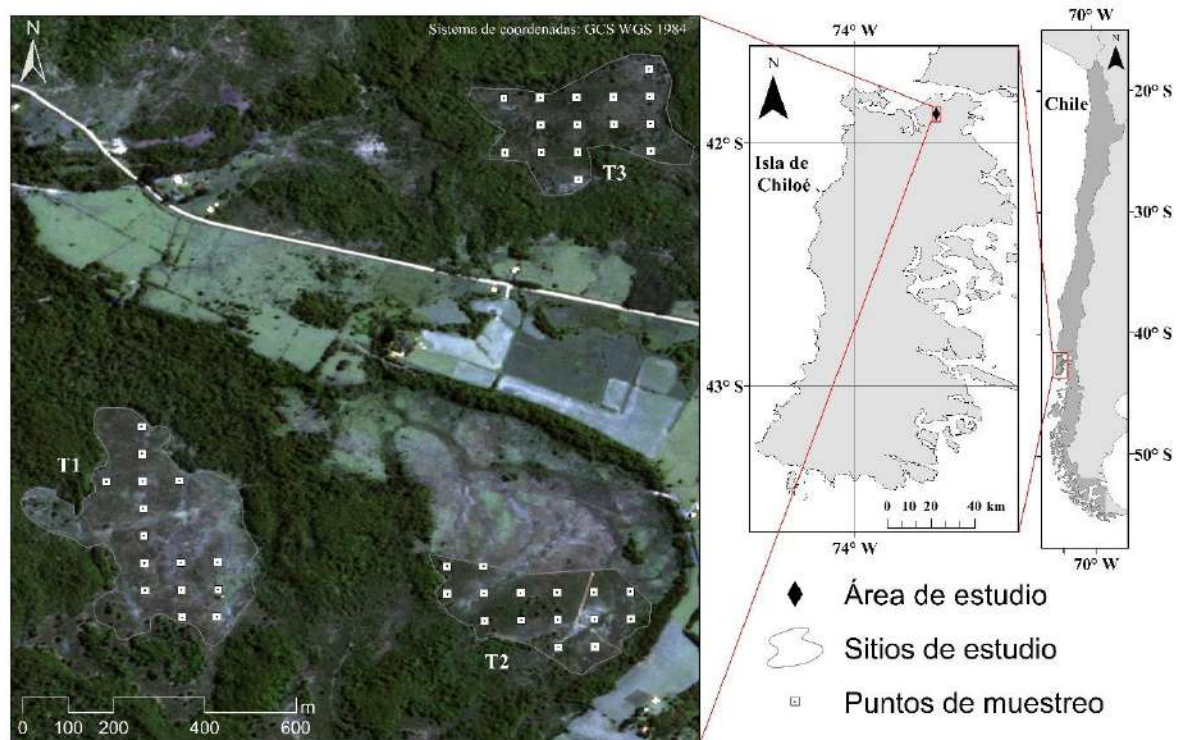 N
Sistema de coordenadas: GCS WGS 1984
T3
T1
T2
0 100 200 400 600 m
74° W
N
42° S
Isla de
Chiloé
43° S
0 10 20 40 km
74° W
70° W
N
Chile
20° S
30° S
40° S
50° S
70° W
Área de estudio
Sitios de estudio
Puntos de muestreo